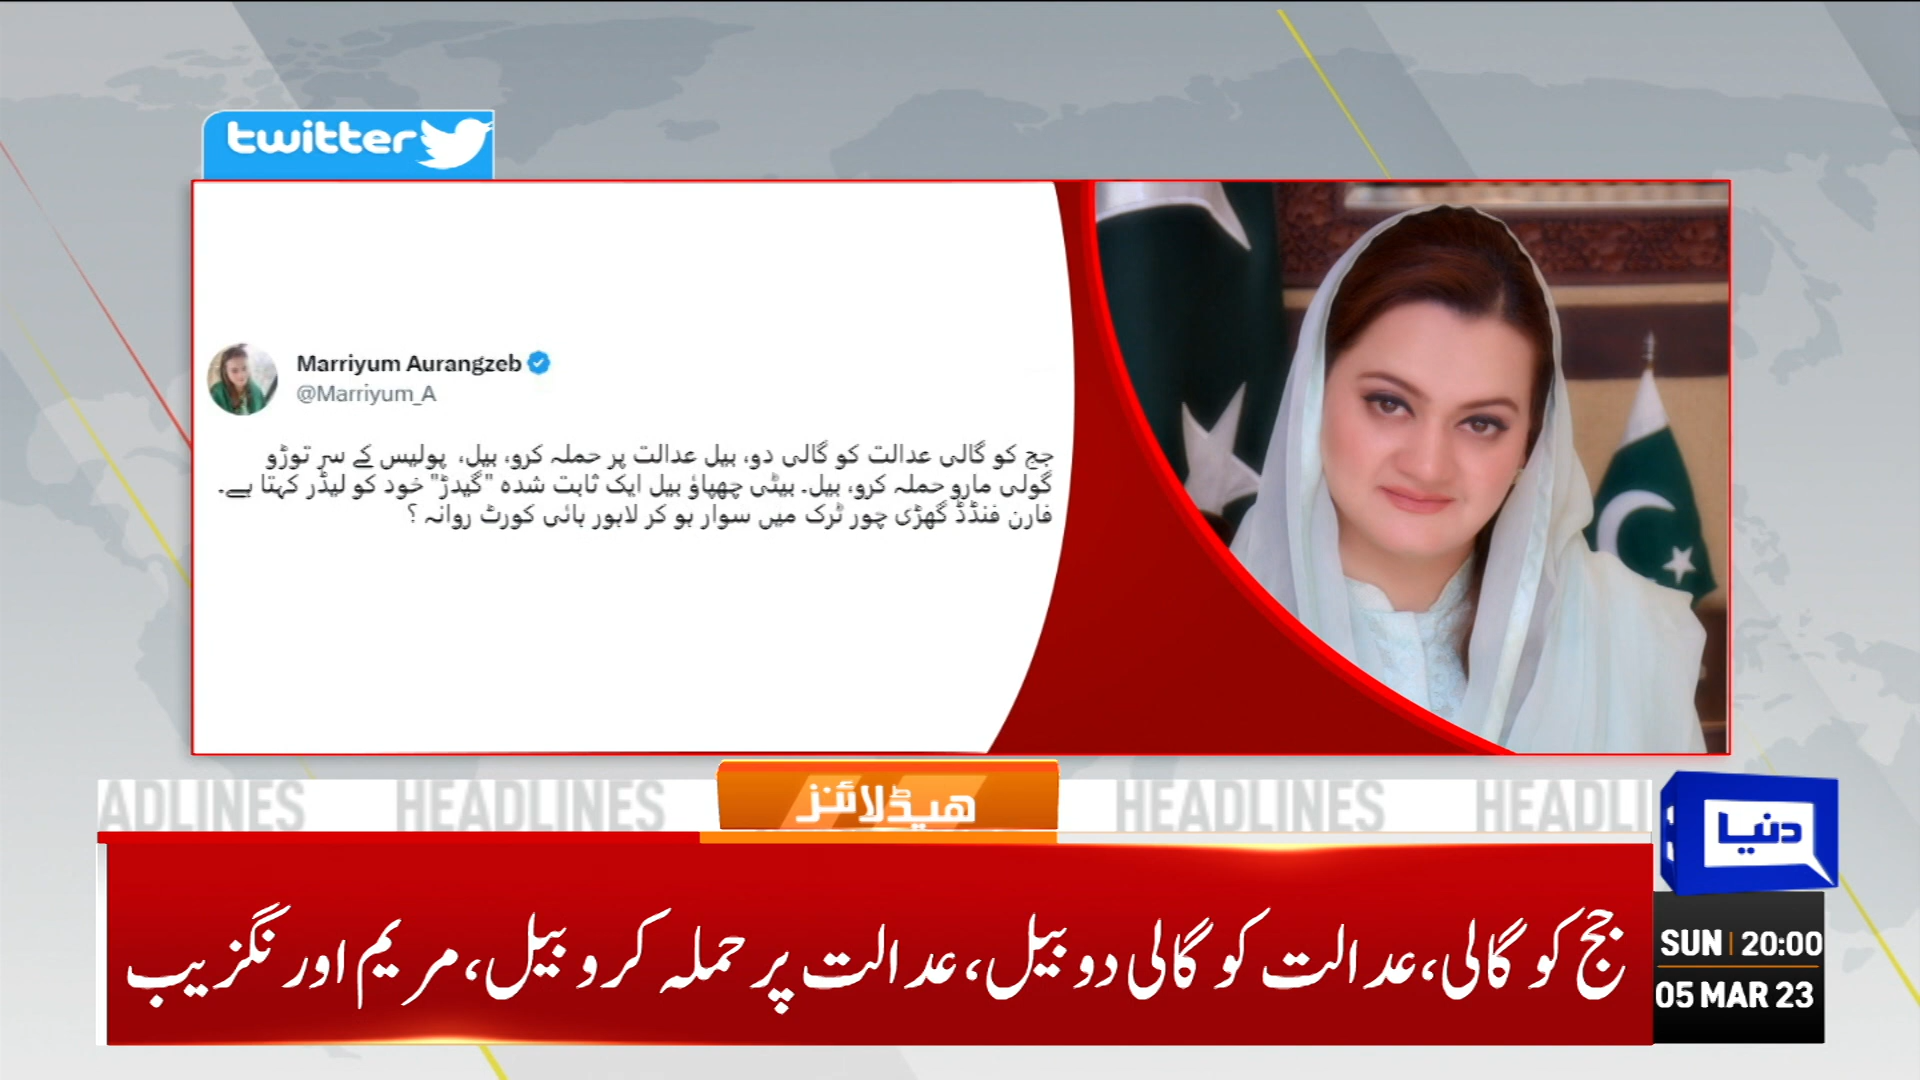 twitter
Marriyum Aurangzeb
@Marriyum_A
جج کو گالی عدالت کو گالی دو، بیل عدالت پر حملہ کرو، بیل، پولیس کے سر توڑو
گولی مارو حملہ کرو، بیل۔ بیٹی چھپاؤ بیل ایک ثابت شدہ "گیدڑ" خود کو لیڈر کہتا ہے۔
فارن فنڈڈ گھڑی چور ٹرک میں سوار ہو کر لاہور ہائی کورٹ روانہ ؟
ADLINES HEADLINES HEADLINES HEADLI
ھیڈلائنز
دنیا
جج کو گالی، عدالت کو گالی دو بیل، عدالت پر حملہ کرو بیل، مریم اورنگزیب
SUN 20:00
05 MAR 23